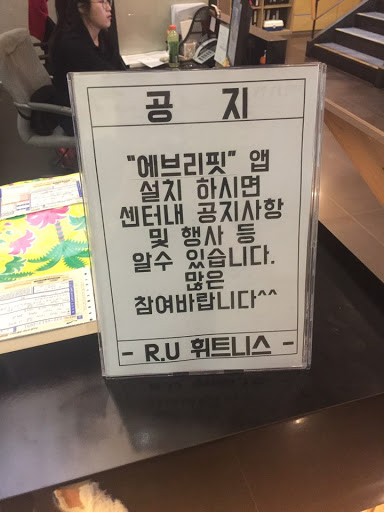 공 지
"에브리핏" 앱
설치 하시면
센터내 공지사항
및 행사 등
알수 있습니다.
많은
참여바랍니다^^
- R.U 휘트니스 -